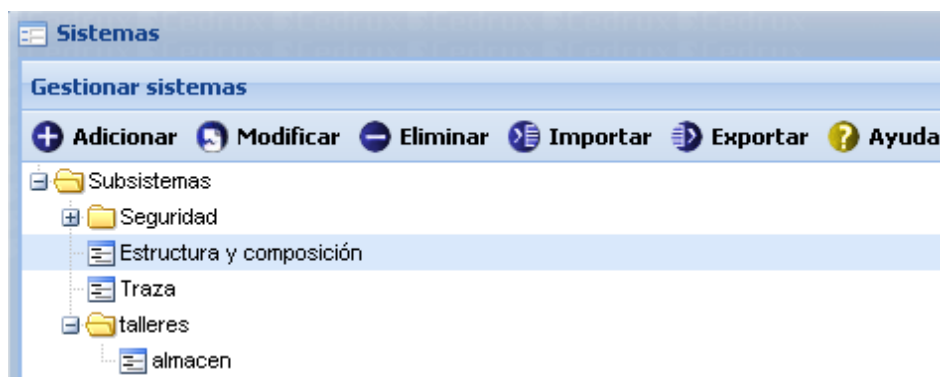 Sistemas
Gestionar sistemas
Adicionar Modificar Eliminar Importar Exportar Ayuda
Subsistemas
Seguridad
Estructura y composición
Traza
talleres
almacen